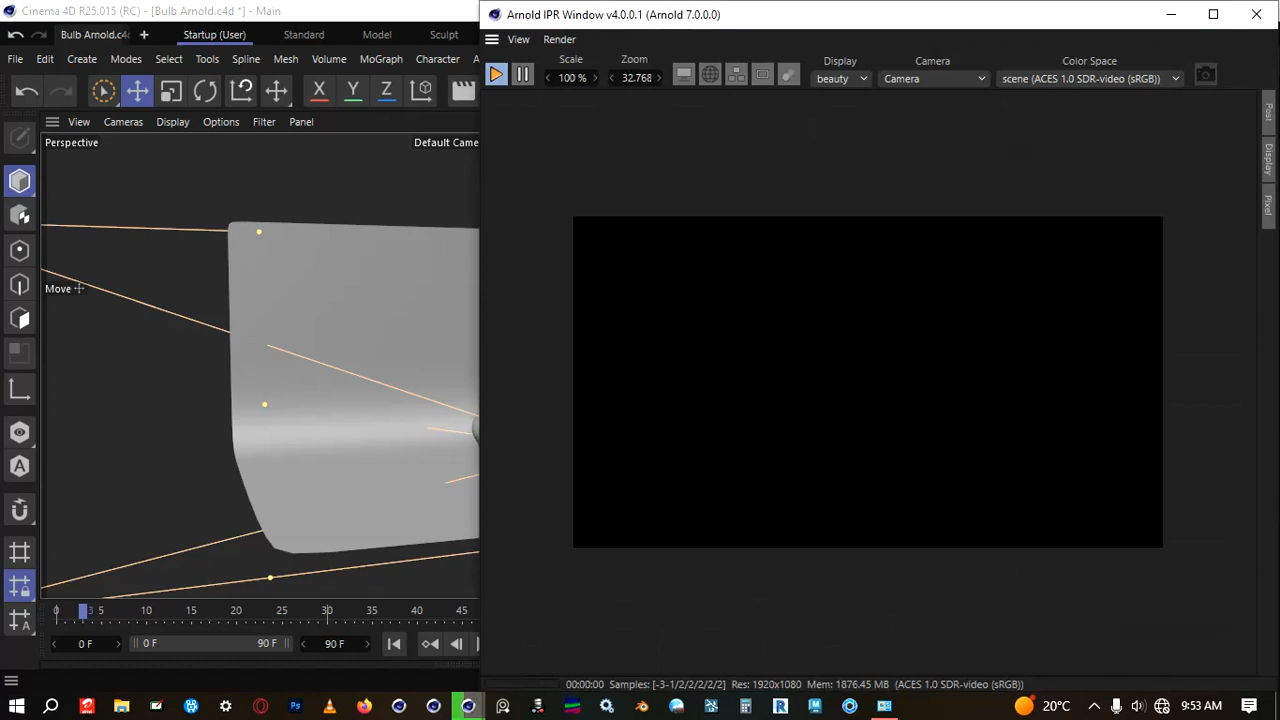 Cinema 4D R25.015 (RC) - [Bulb Arnold.c4d *] - Main
Bulb Arnold.c4d
Startup (User)
Standard
Model
Sculpt
File Edit Create Modes Select Tools Spline Mesh Volume MoGraph Character
X Y Z
View Cameras Display Options Filter Panel
Perspective
Default Came
Move
0 3 5 10 15 20 25 30 35 40 45
0 F
0 F
90 F
90 F
Arnold IPR Window v4.0.0.1 (Arnold 7.0.0.0)
View Render
Scale Zoom Display Camera Color Space
100 % 32.768 beauty Camera scene (ACES 1.0 SDR-video (sRGB))
Post
Display
Pixel
00:00:00 Samples: [-3-1/2/2/2/2/2] Res: 1920x1080 Mem: 1876.45 MB (ACES 1.0 SDR-video (sRGB))
20°C
9:53 AM